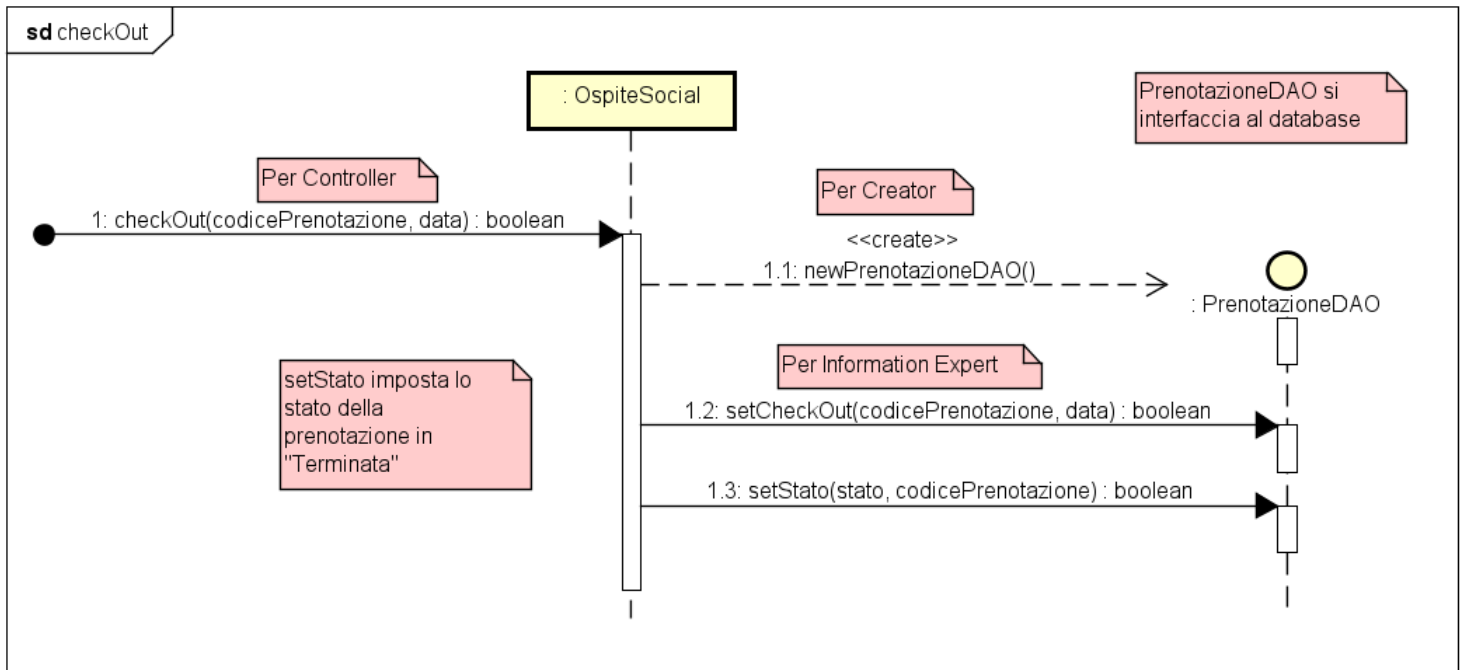 sd checkOut
: OspiteSocial
PrenotazioneDAO si
interfaccia al database
Per Controller
Per Creator
1: checkOut(codicePrenotazione, data) : boolean
<<create>>
1.1: newPrenotazioneDAO()
: PrenotazioneDAO
setStato imposta lo
stato della
prenotazione in
"Terminata"
Per Information Expert
1.2: setCheckOut(codicePrenotazione, data) : boolean
1.3: setStato(stato, codicePrenotazione) : boolean